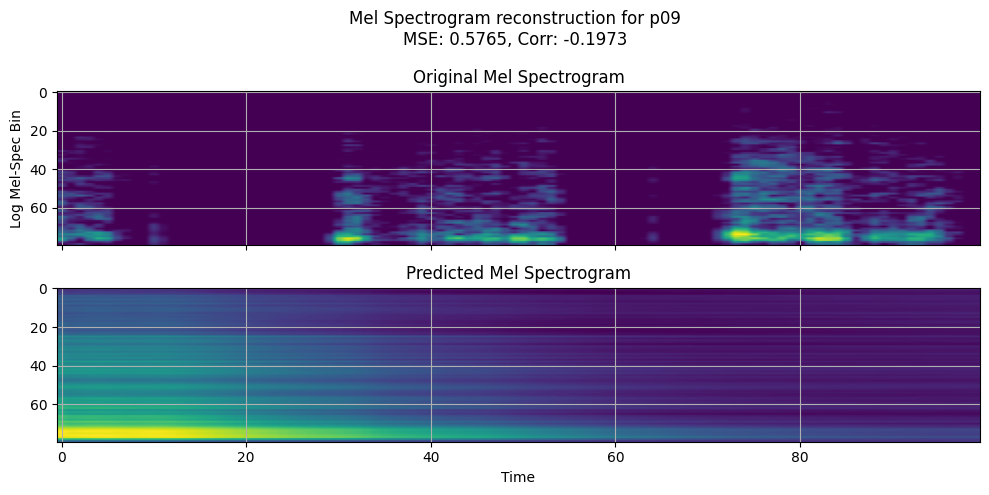 Mel Spectrogram reconstruction for p09
MSE: 0.5765, Corr: -0.1973
Original Mel Spectrogram
0
20
40
60
Log Mel-Spec Bin
Predicted Mel Spectrogram
0
20
40
60
0 20 40 60 80
Time